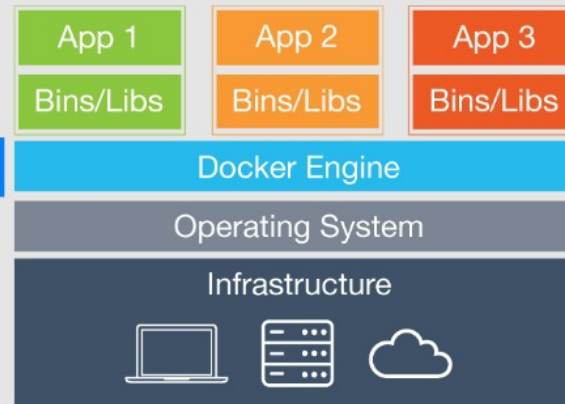 App 1
App 2
App 3
Bins/Libs
Bins/Libs
Bins/Libs
Docker Engine
Operating System
Infrastructure